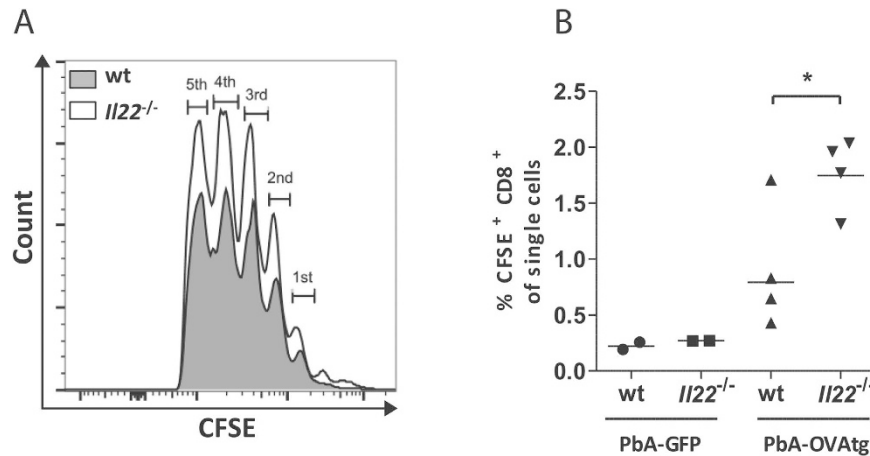 A
wt
Il22-/-
5th
4th
3rd
2nd
1st
Count
CFSE
B
*
% CFSE+ CD8+
of single cells
2.5
2.0
1.5
1.0
0.5
0.0
wt Il22-/- wt Il22-/-
PbA-GFP PbA-OVAtg